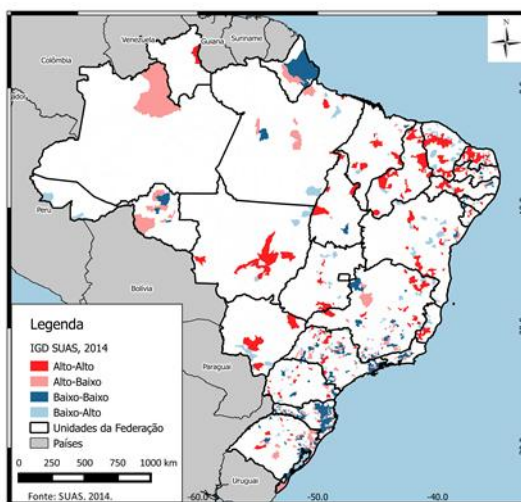 N
Venezuela
Guiana
Suriname
Colômbia
Peru
Bolívia
Paraguai
Uruguai
Legenda
IGD SUAS, 2014
Alto-Alto
Alto-Baixo
Baixo-Baixo
Baixo-Alto
Unidades da Federação
Países
0 250 500 750 1000 km
Fonte: SUAS, 2014.
-60.0 -50.0 -40.0